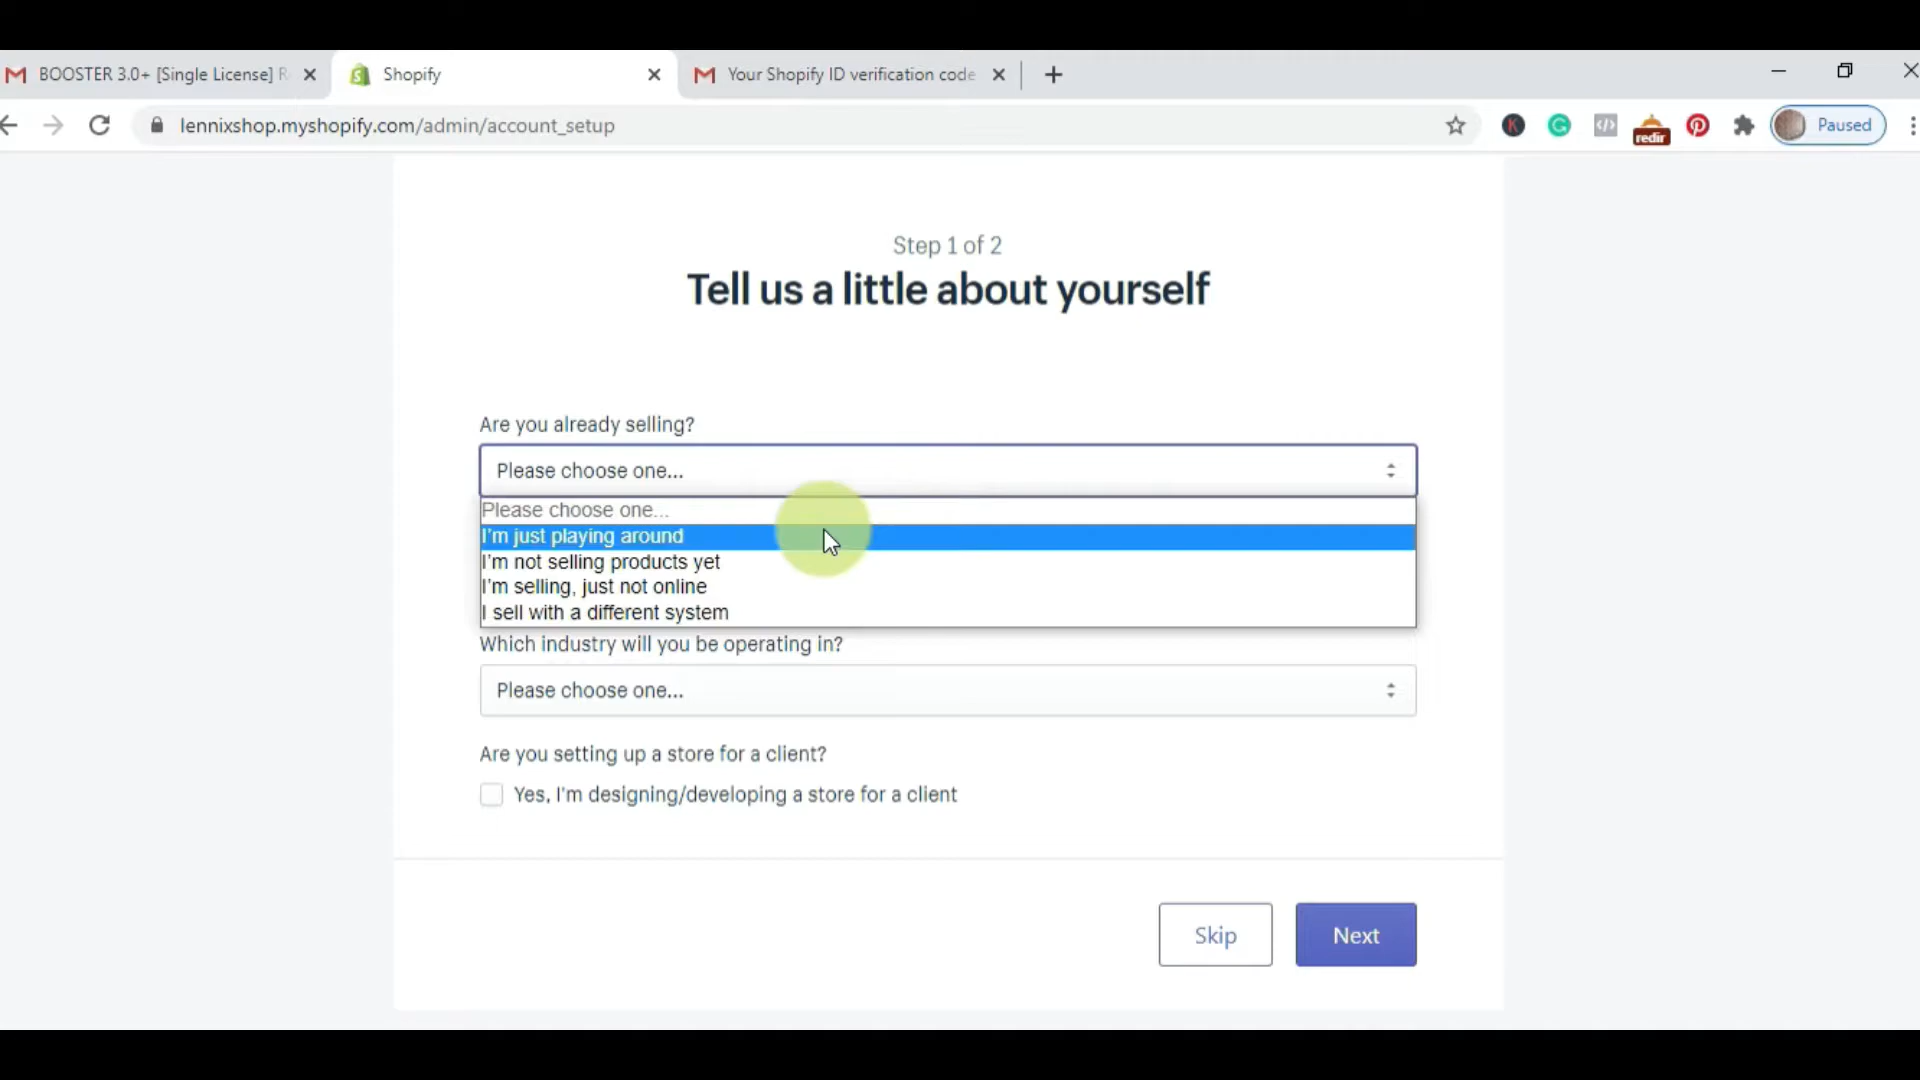 BOOSTER 3.0+ [Single License]
Shopify
Your Shopify ID verification code
lennixshop.myshopify.com/admin/account_setup
redir
Paused
Step 1 of 2
Tell us a little about yourself
Are you already selling?
Please choose one...
Please choose one...
I'm just playing around
I'm not selling products yet
I'm selling, just not online
I sell with a different system
Which industry will you be operating in?
Please choose one...
Are you setting up a store for a client?
Yes, I'm designing/developing a store for a client
Skip
Next